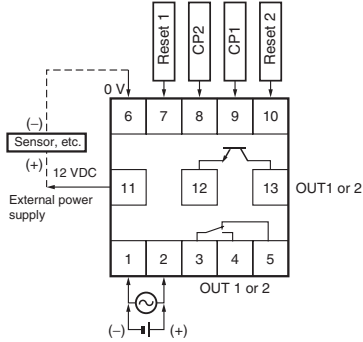 Reset 1
CP2
CP1
Reset 2
0 V
6 7 8 9 10
(−)
Sensor, etc.
(+)
12 VDC
11 12 13
OUT1 or 2
External power
supply
1 2 3 4 5
OUT 1 or 2
(−) (+)